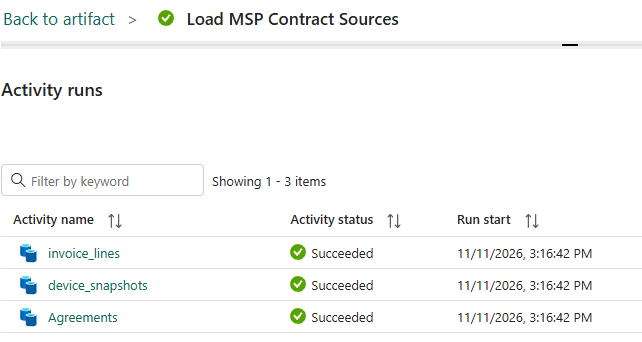 Back to artifact > Load MSP Contract Sources
Activity runs
Filter by keyword Showing 1 - 3 items
Activity name Activity status Run start
invoice_lines Succeeded 11/11/2026, 3:16:42 PM
device_snapshots Succeeded 11/11/2026, 3:16:42 PM
Agreements Succeeded 11/11/2026, 3:16:42 PM